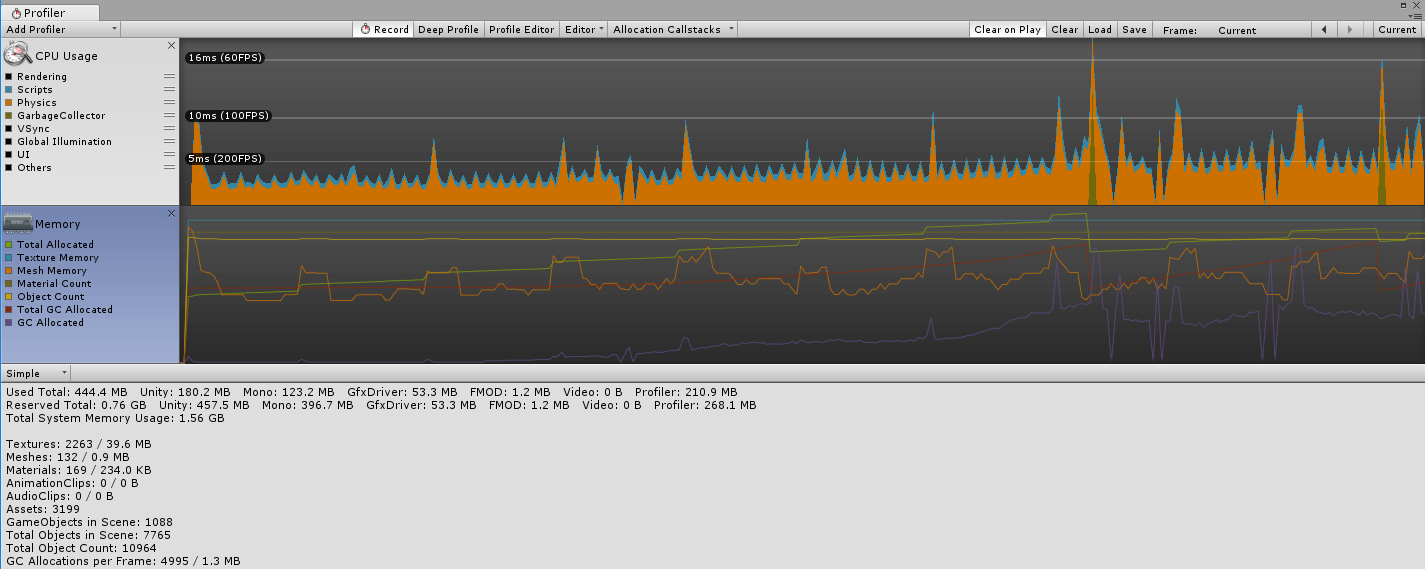 Profiler
Add Profiler Record Deep Profile Profile Editor Editor Allocation Callstacks Clear on Play Clear Load Save Frame: Current Current
CPU Usage
Rendering
Scripts
Physics
GarbageCollector
VSync
Global Illumination
UI
Others
16ms (60FPS)
10ms (100FPS)
5ms (200FPS)
Memory
Total Allocated
Texture Memory
Mesh Memory
Material Count
Object Count
Total GC Allocated
GC Allocated
Simple
Used Total: 444.4 MB Unity: 180.2 MB Mono: 123.2 MB GfxDriver: 53.3 MB FMOD: 1.2 MB Video: 0 B Profiler: 210.9 MB
Reserved Total: 0.76 GB Unity: 457.5 MB Mono: 396.7 MB GfxDriver: 53.3 MB FMOD: 1.2 MB Video: 0 B Profiler: 268.1 MB
Total System Memory Usage: 1.56 GB
Textures: 2263 / 39.6 MB
Meshes: 132 / 0.9 MB
Materials: 169 / 234.0 KB
AnimationClips: 0 / 0 B
AudioClips: 0 / 0 B
Assets: 3199
GameObjects in Scene: 1088
Total Objects in Scene: 7765
Total Object Count: 10964
GC Allocations per Frame: 4995 / 1.3 MB